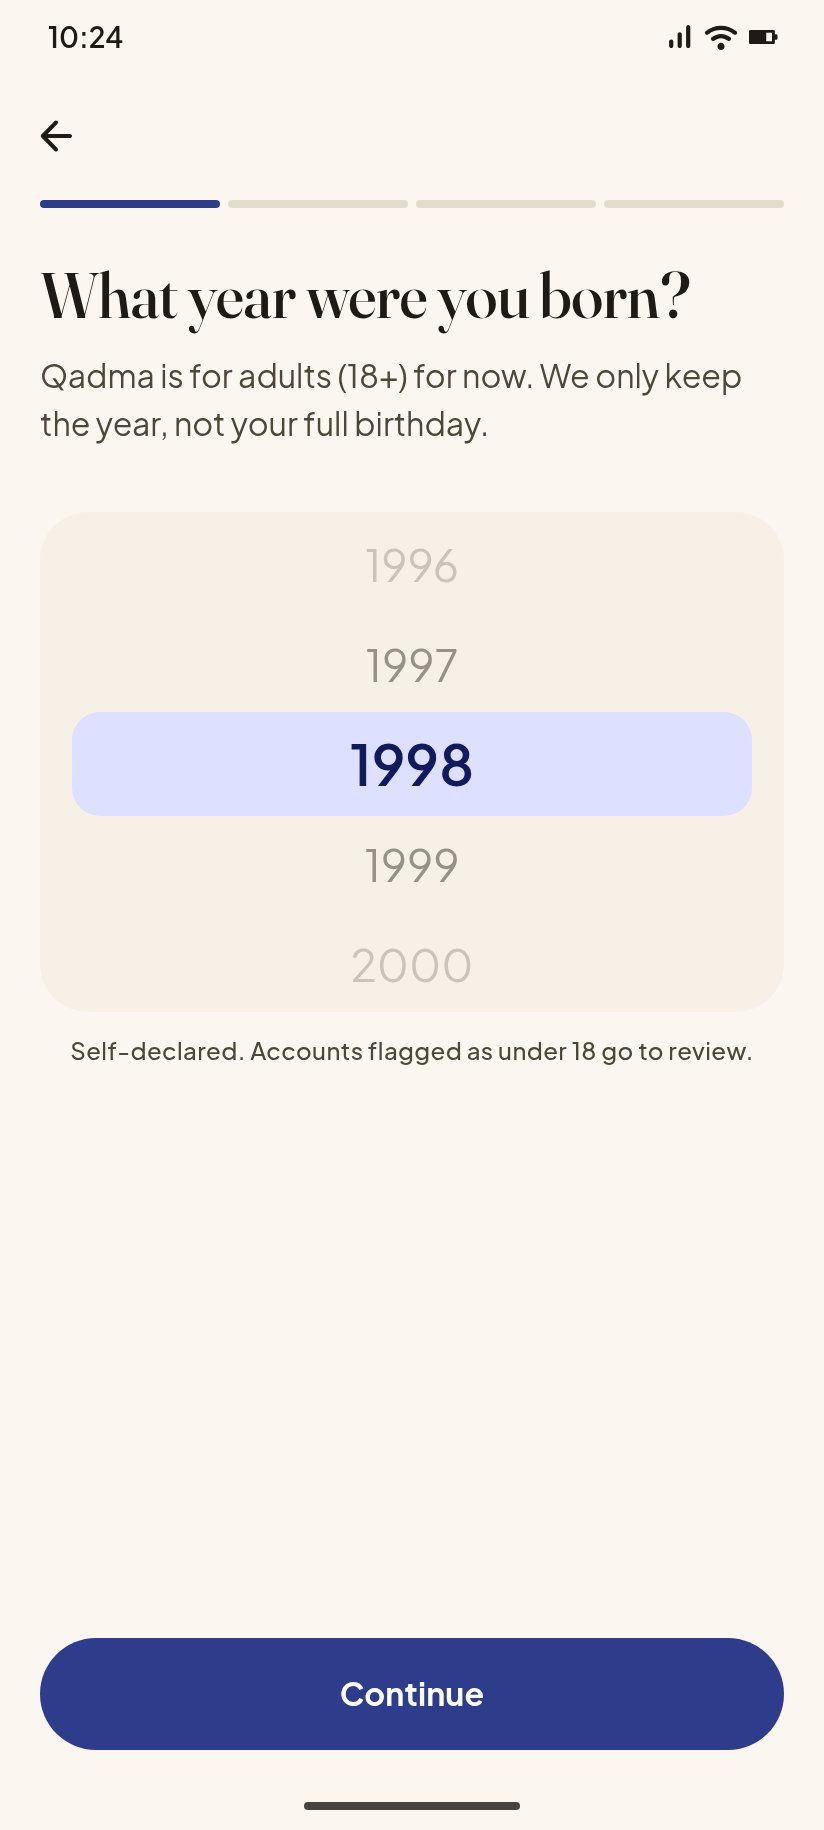 10:24
What year were you born?
Qadma is for adults (18+) for now. We only keep
the year, not your full birthday.
1996
1997
1998
1999
2000
Self-declared. Accounts flagged as under 18 go to review.
Continue